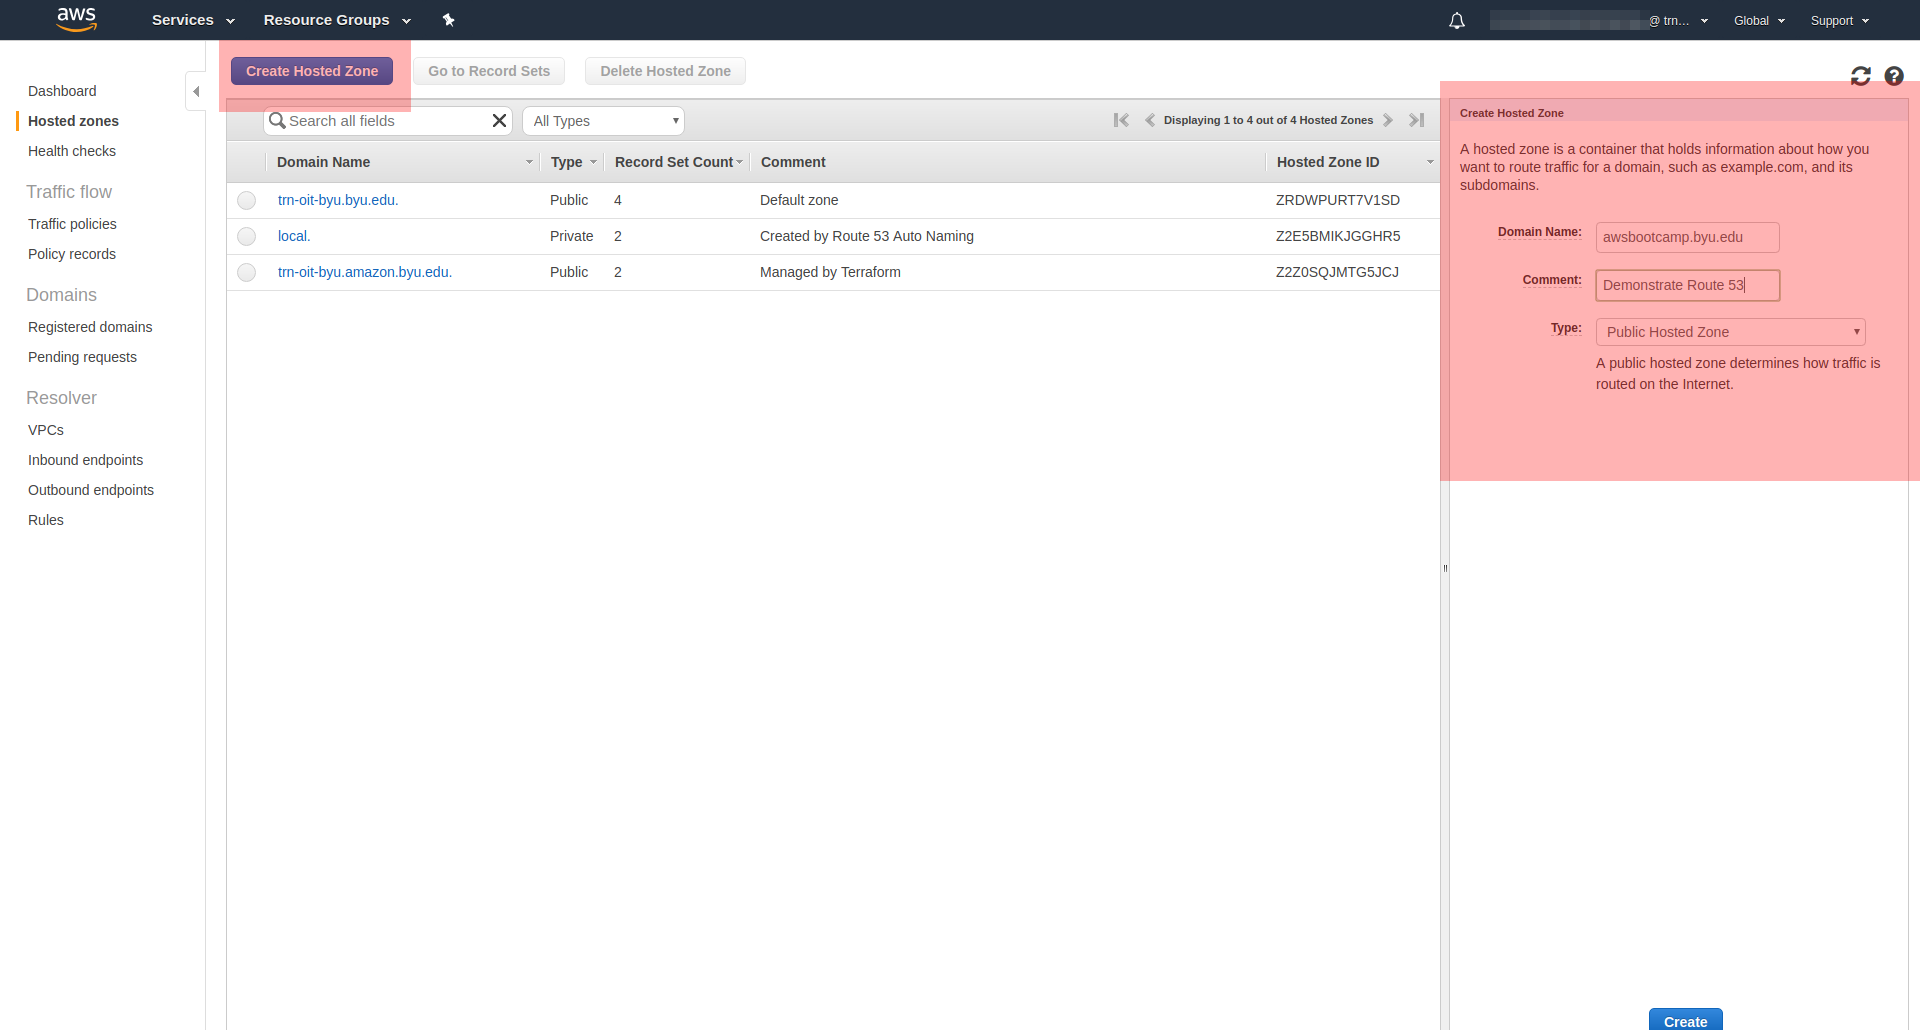 aws Services Resource Groups @ trn... Global Support
Create Hosted Zone Go to Record Sets Delete Hosted Zone
Dashboard
Hosted zones
Health checks
Traffic flow
Traffic policies
Policy records
Domains
Registered domains
Pending requests
Resolver
VPCs
Inbound endpoints
Outbound endpoints
Rules
Search all fields All Types Displaying 1 to 4 out of 4 Hosted Zones
Domain Name Type Record Set Count Comment Hosted Zone ID
trn-oit-byu.byu.edu. Public 4 Default zone ZRDWPURT7V1SD
local. Private 2 Created by Route 53 Auto Naming Z2E5BMIKJGGHR5
trn-oit-byu.amazon.byu.edu. Public 2 Managed by Terraform Z2Z0SQJMTG5JCJ
Create Hosted Zone
A hosted zone is a container that holds information about how you
want to route traffic for a domain, such as example.com, and its
subdomains.
Domain Name: awsbootcamp.byu.edu
Comment: Demonstrate Route 53
Type: Public Hosted Zone
A public hosted zone determines how traffic is
routed on the Internet.
Create